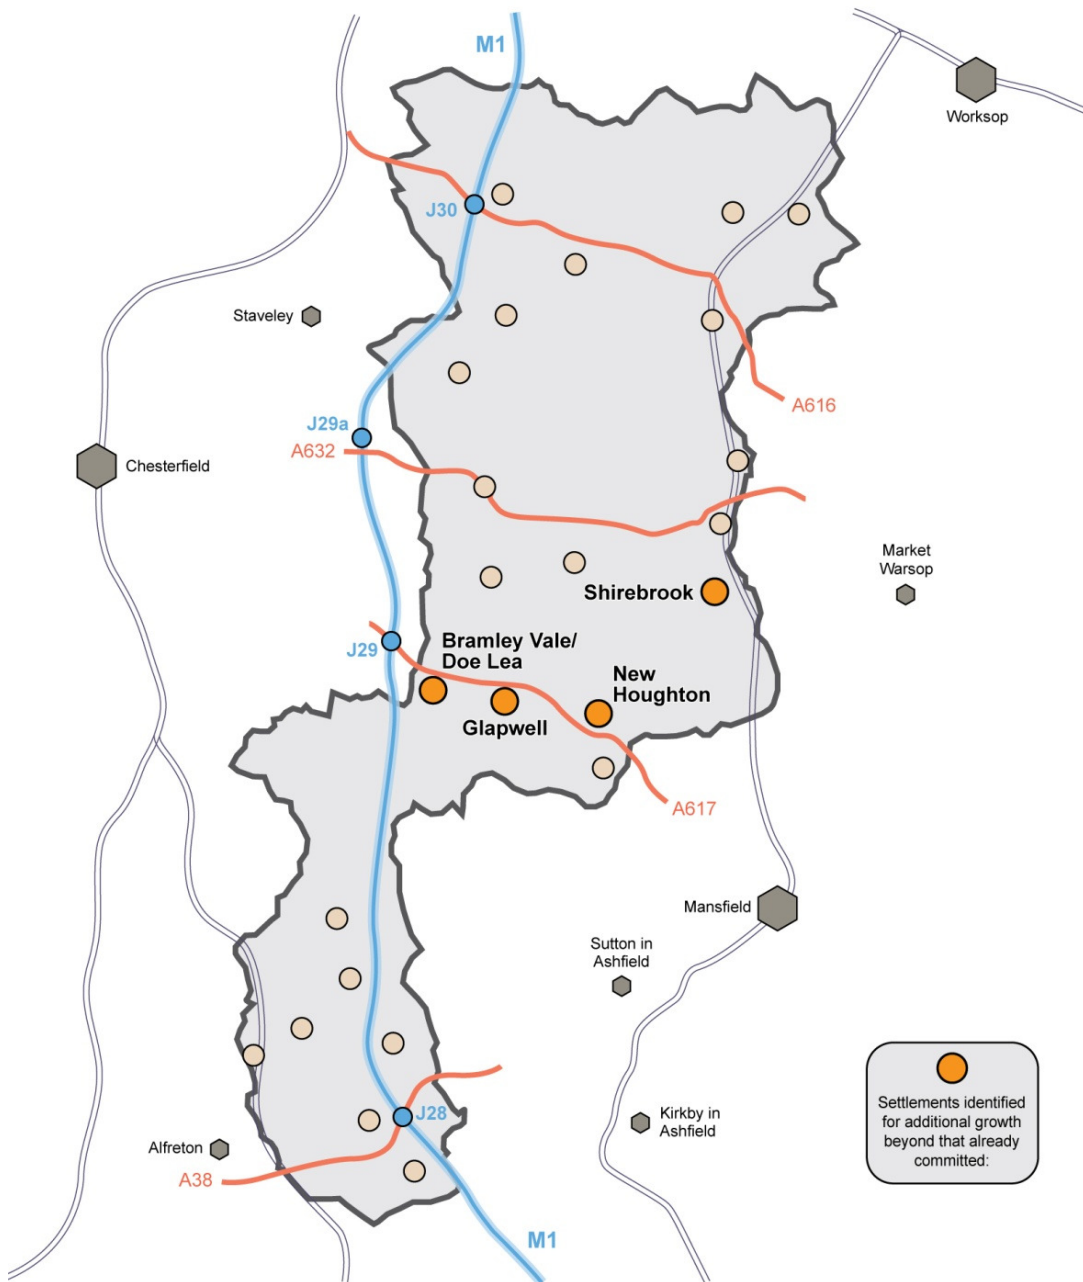 M1
Worksop
J30
Staveley
J29a
A616
A632
Chesterfield
Market
Warsop
Shirebrook
J29
Bramley Vale/
Doe Lea
New
Houghton
Glapwell
A617
Mansfield
Sutton in
Ashfield
Settlements identified
for additional growth
beyond that already
committed:
J28
Kirkby in
Ashfield
Alfreton
A38
M1